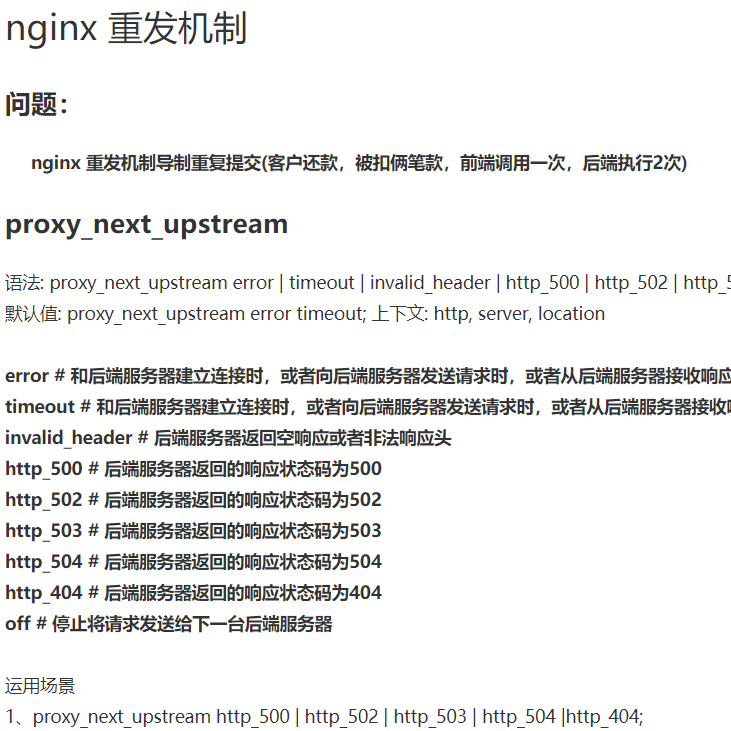 nginx 重发机制
问题：
nginx 重发机制导制重复提交(客户还款，被扣俩笔款，前端调用一次，后端执行2次)
proxy_next_upstream
语法: proxy_next_upstream error | timeout | invalid_header | http_500 | http_502 | http_5
默认值: proxy_next_upstream error timeout; 上下文: http, server, location
error # 和后端服务器建立连接时，或者向后端服务器发送请求时，或者从后端服务器接收响应
timeout # 和后端服务器建立连接时，或者向后端服务器发送请求时，或者从后端服务器接收
invalid_header # 后端服务器返回空响应或者非法响应头
http_500 # 后端服务器返回的响应状态码为500
http_502 # 后端服务器返回的响应状态码为502
http_503 # 后端服务器返回的响应状态码为503
http_504 # 后端服务器返回的响应状态码为504
http_404 # 后端服务器返回的响应状态码为404
off # 停止将请求发送给下一台后端服务器
运用场景
1、proxy_next_upstream http_500 | http_502 | http_503 | http_504 |http_404;